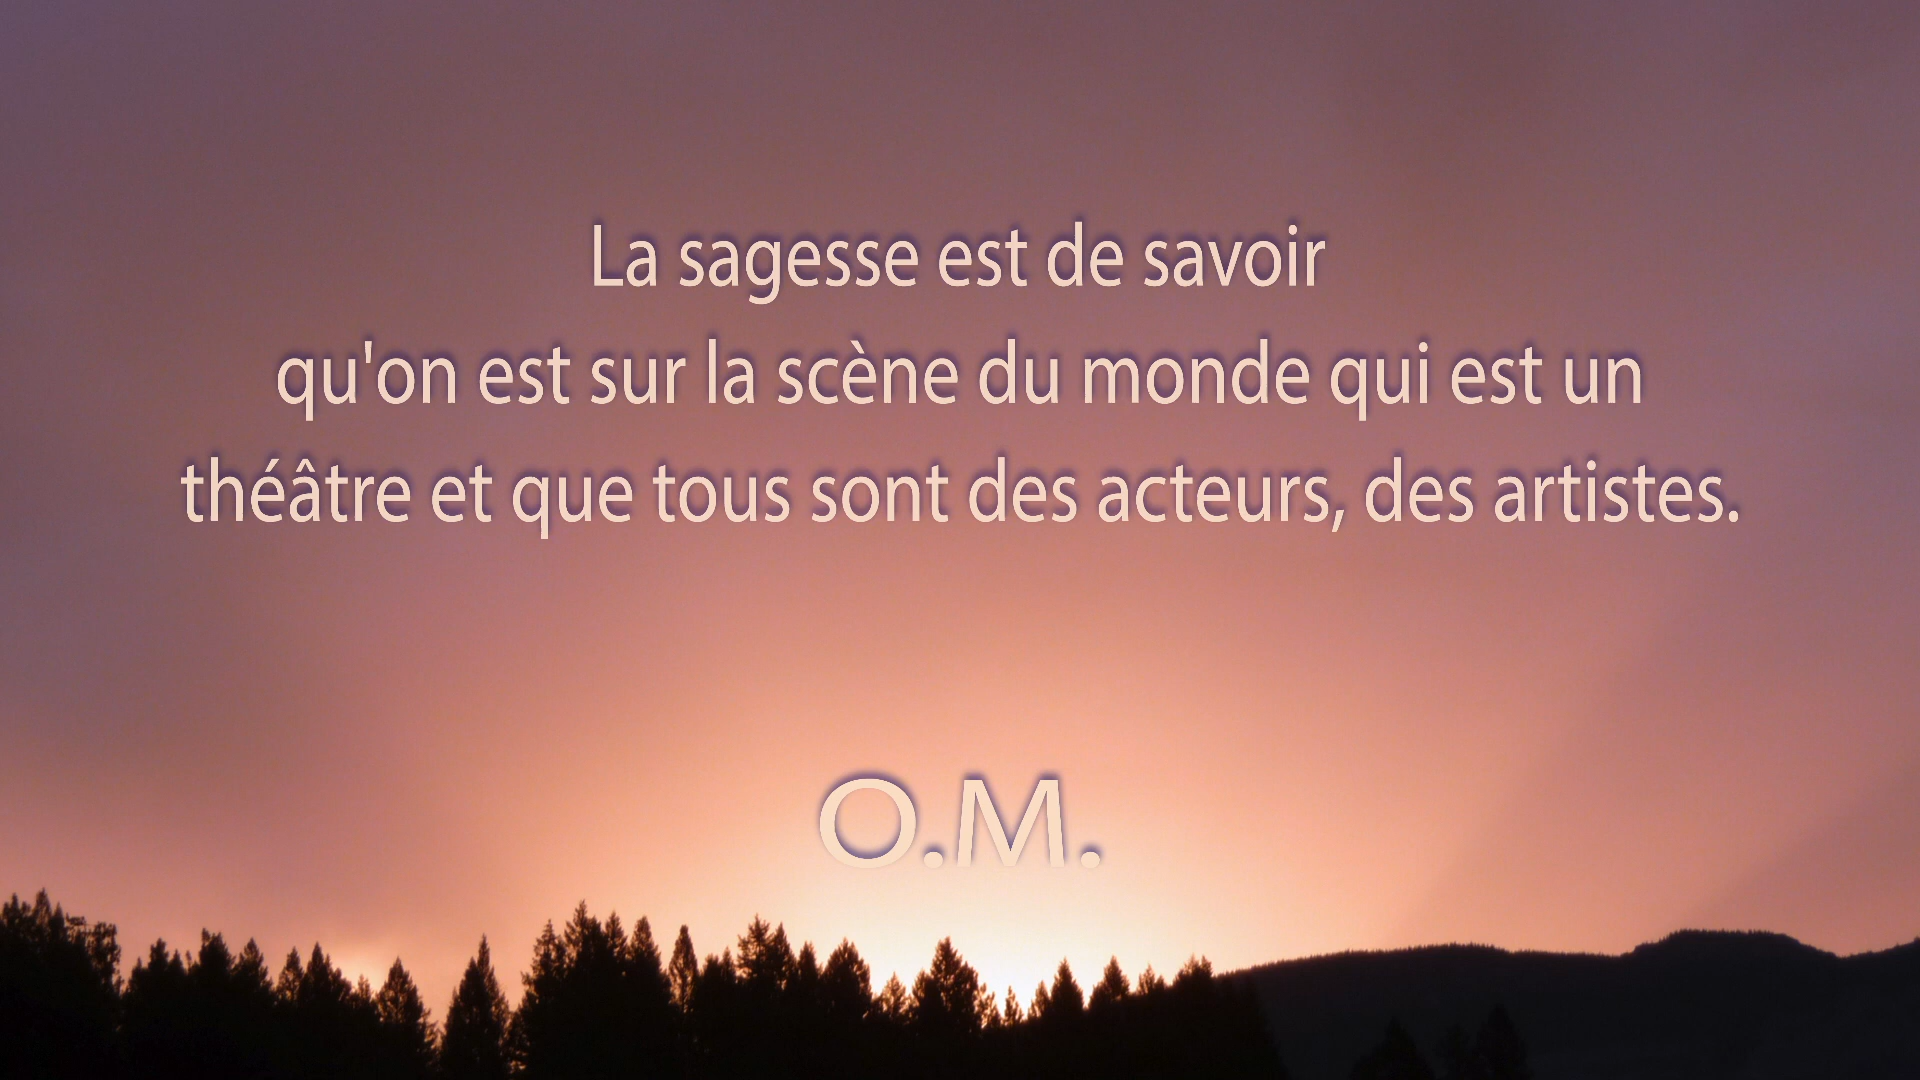 La sagesse est de savoir
qu'on est sur la scène du monde qui est un
théâtre et que tous sont des acteurs, des artistes.
O.M.